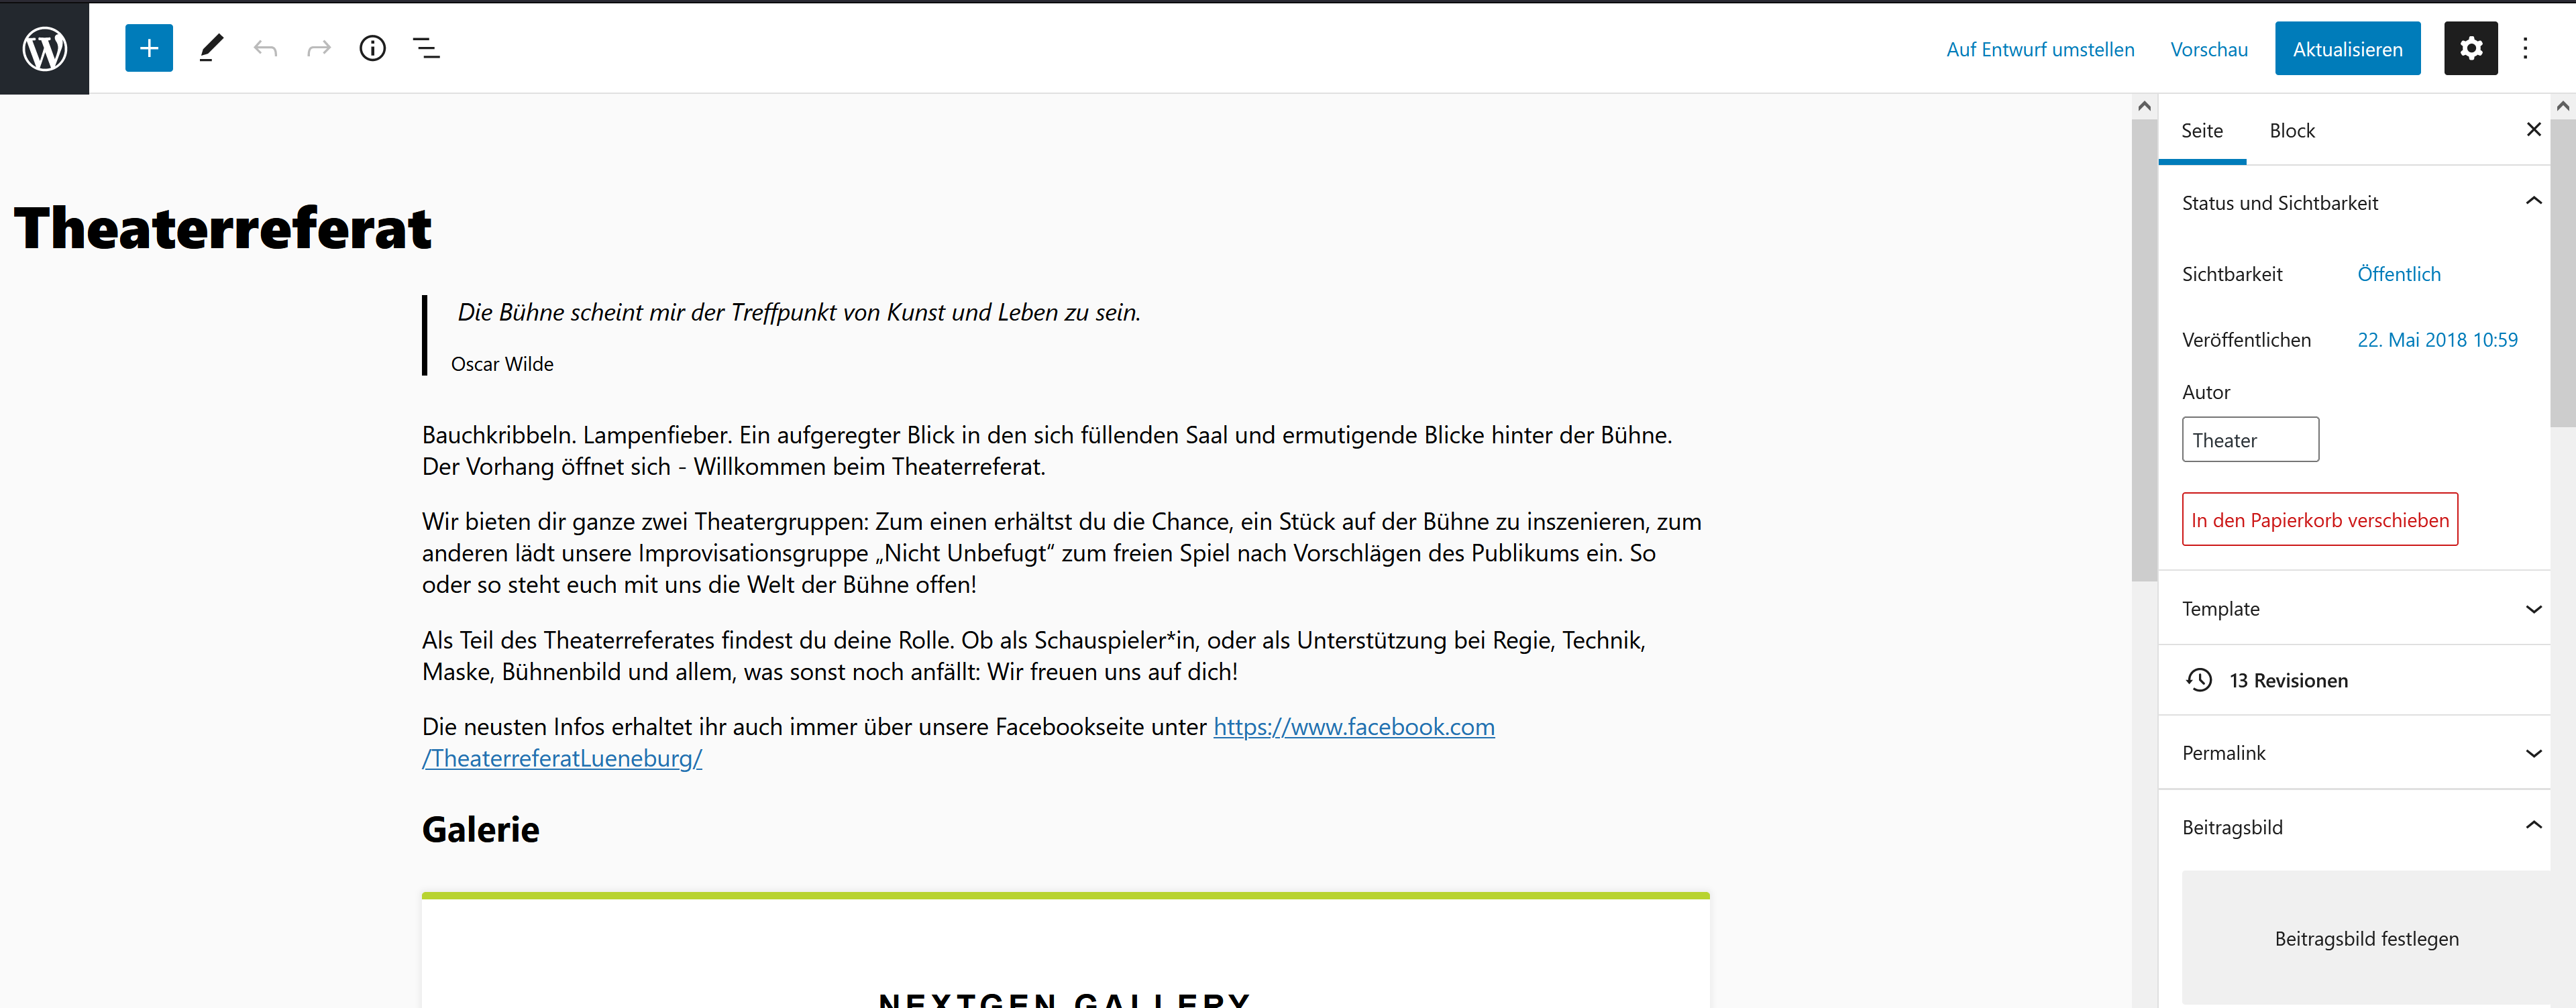 Auf Entwurf umstellen
Vorschau
Aktualisieren
Theaterreferat
Die Bühne scheint mir der Treffpunkt von Kunst und Leben zu sein.
Oscar Wilde
Bauchkribbeln. Lampenfieber. Ein aufgeregter Blick in den sich füllenden Saal und ermutigende Blicke hinter der Bühne.
Der Vorhang öffnet sich - Willkommen beim Theaterreferat.
Wir bieten dir ganze zwei Theatergruppen: Zum einen erhältst du die Chance, ein Stück auf der Bühne zu inszenieren, zum
anderen lädt unsere Improvisationsgruppe „Nicht Unbefugt“ zum freien Spiel nach Vorschlägen des Publikums ein. So
oder so steht euch mit uns die Welt der Bühne offen!
Als Teil des Theaterreferates findest du deine Rolle. Ob als Schauspieler*in, oder als Unterstützung bei Regie, Technik,
Maske, Bühnenbild und allem, was sonst noch anfällt: Wir freuen uns auf dich!
Die neusten Infos erhaltet ihr auch immer über unsere Facebookseite unter https://www.facebook.com
/TheaterreferatLueneburg/
Galerie
NEXTGEN GALLERY
Seite
Block
Status und Sichtbarkeit
Sichtbarkeit
Öffentlich
Veröffentlichen
22. Mai 2018 10:59
Autor
Theater
In den Papierkorb verschieben
Template
13 Revisionen
Permalink
Beitragsbild
Beitragsbild festlegen